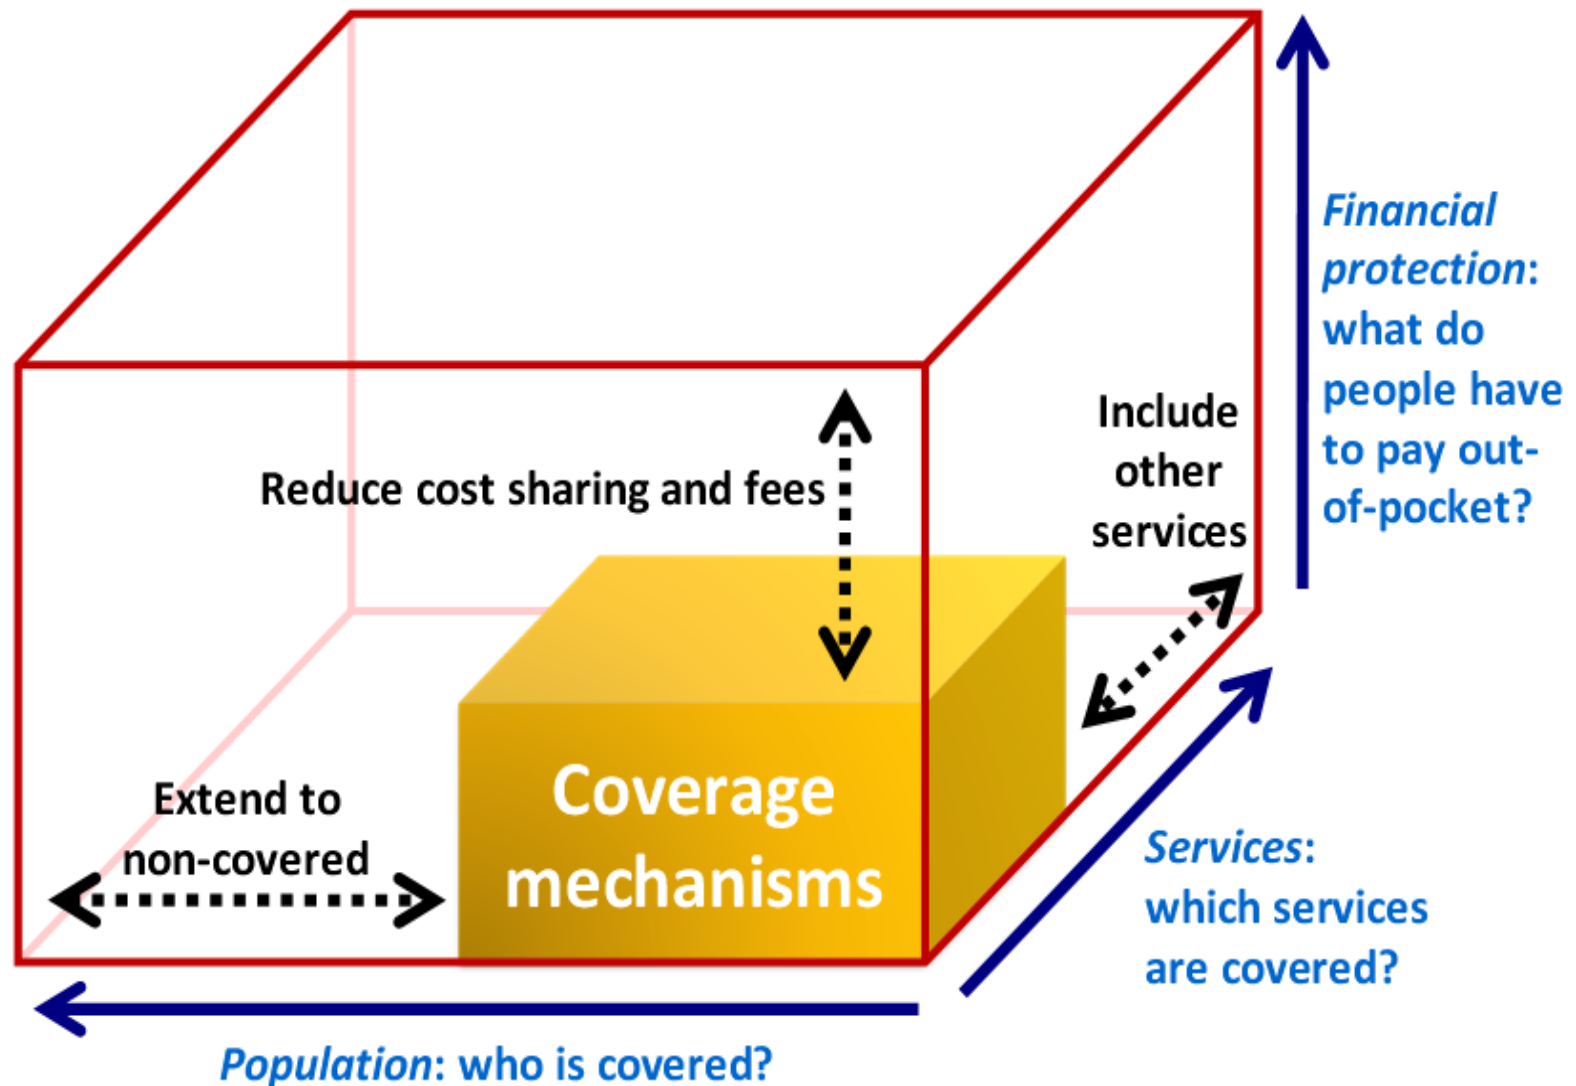 Financial
protection:
what do
people have
to pay out-
of-pocket?
Include
other
services
Reduce cost sharing and fees
Extend to
non-covered
Coverage
mechanisms
Services:
which services
are covered?
Population: who is covered?